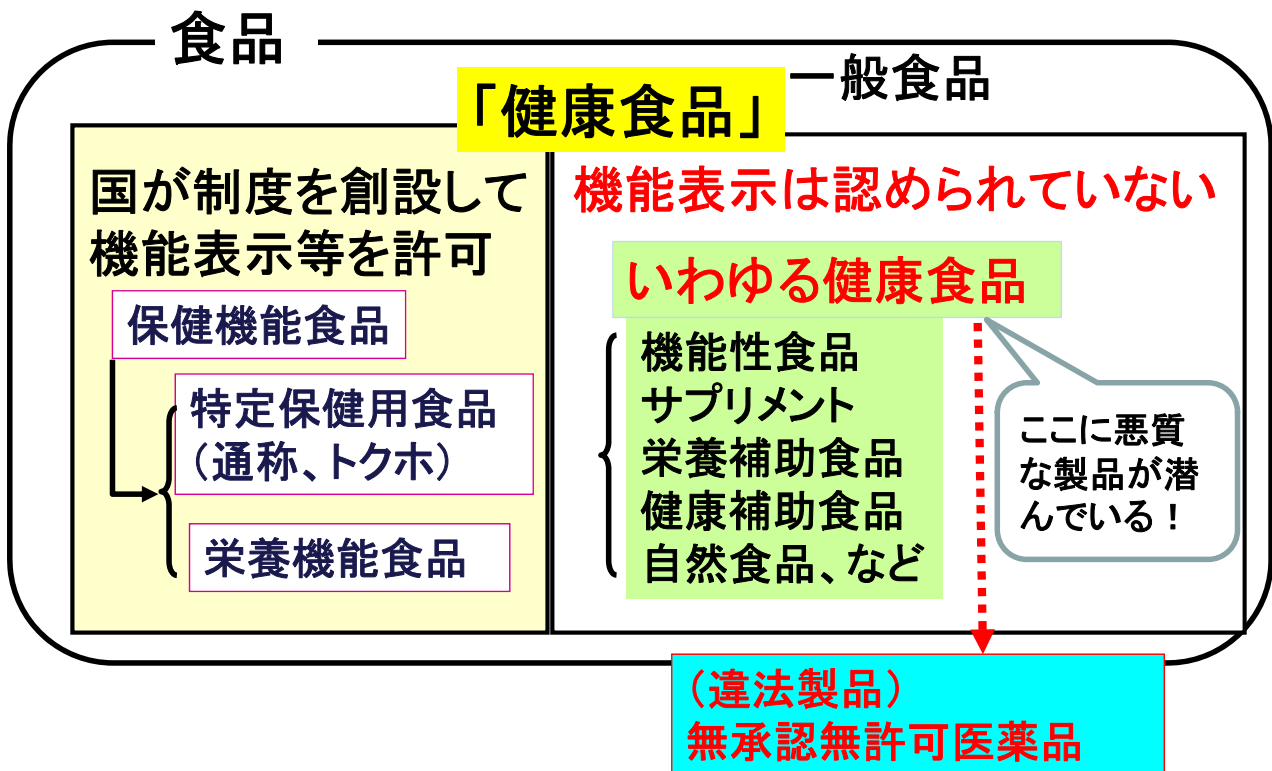 食品
一般食品
「健康食品」
国が制度を創設して
機能表示等を許可
保健機能食品
特定保健用食品
（通称、トクホ）
栄養機能食品
機能表示は認められていない
いわゆる健康食品
機能性食品
サプリメント
栄養補助食品
健康補助食品
自然食品、など
ここに悪質
な製品が潜
んでいる！
（違法製品）
無承認無許可医薬品